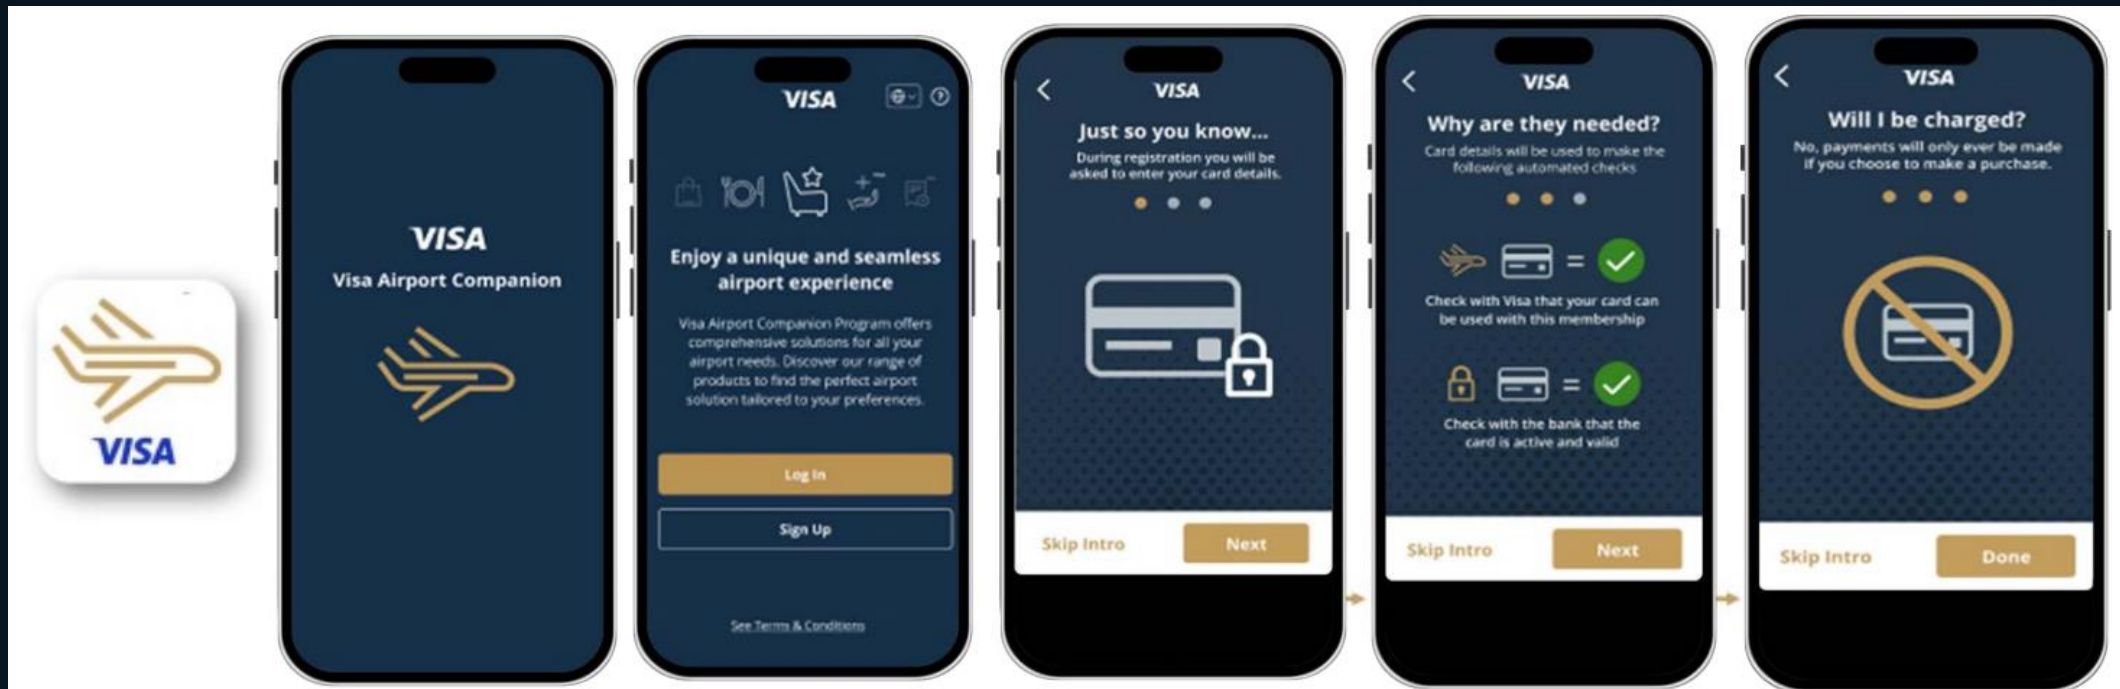 VISA
VISA
Visa Airport Companion
VISA
Enjoy a unique and seamless
airport experience
Visa Airport Companion Program offers
comprehensive solutions for all your
airport needs. Discover our range of
products to find the perfect airport
solution tailored to your preferences.
Log In
Sign Up
See Terms & Conditions
VISA
Just so you know...
During registration you will be
asked to enter your card details.
Skip Intro
Next
VISA
Why are they needed?
Card details will be used to make the
following automated checks
Check with Visa that your card can
be used with this membership
Check with the bank that the
card is active and valid
Skip Intro
Next
VISA
Will I be charged?
No, payments will only ever be made
if you choose to make a purchase.
Skip Intro
Done